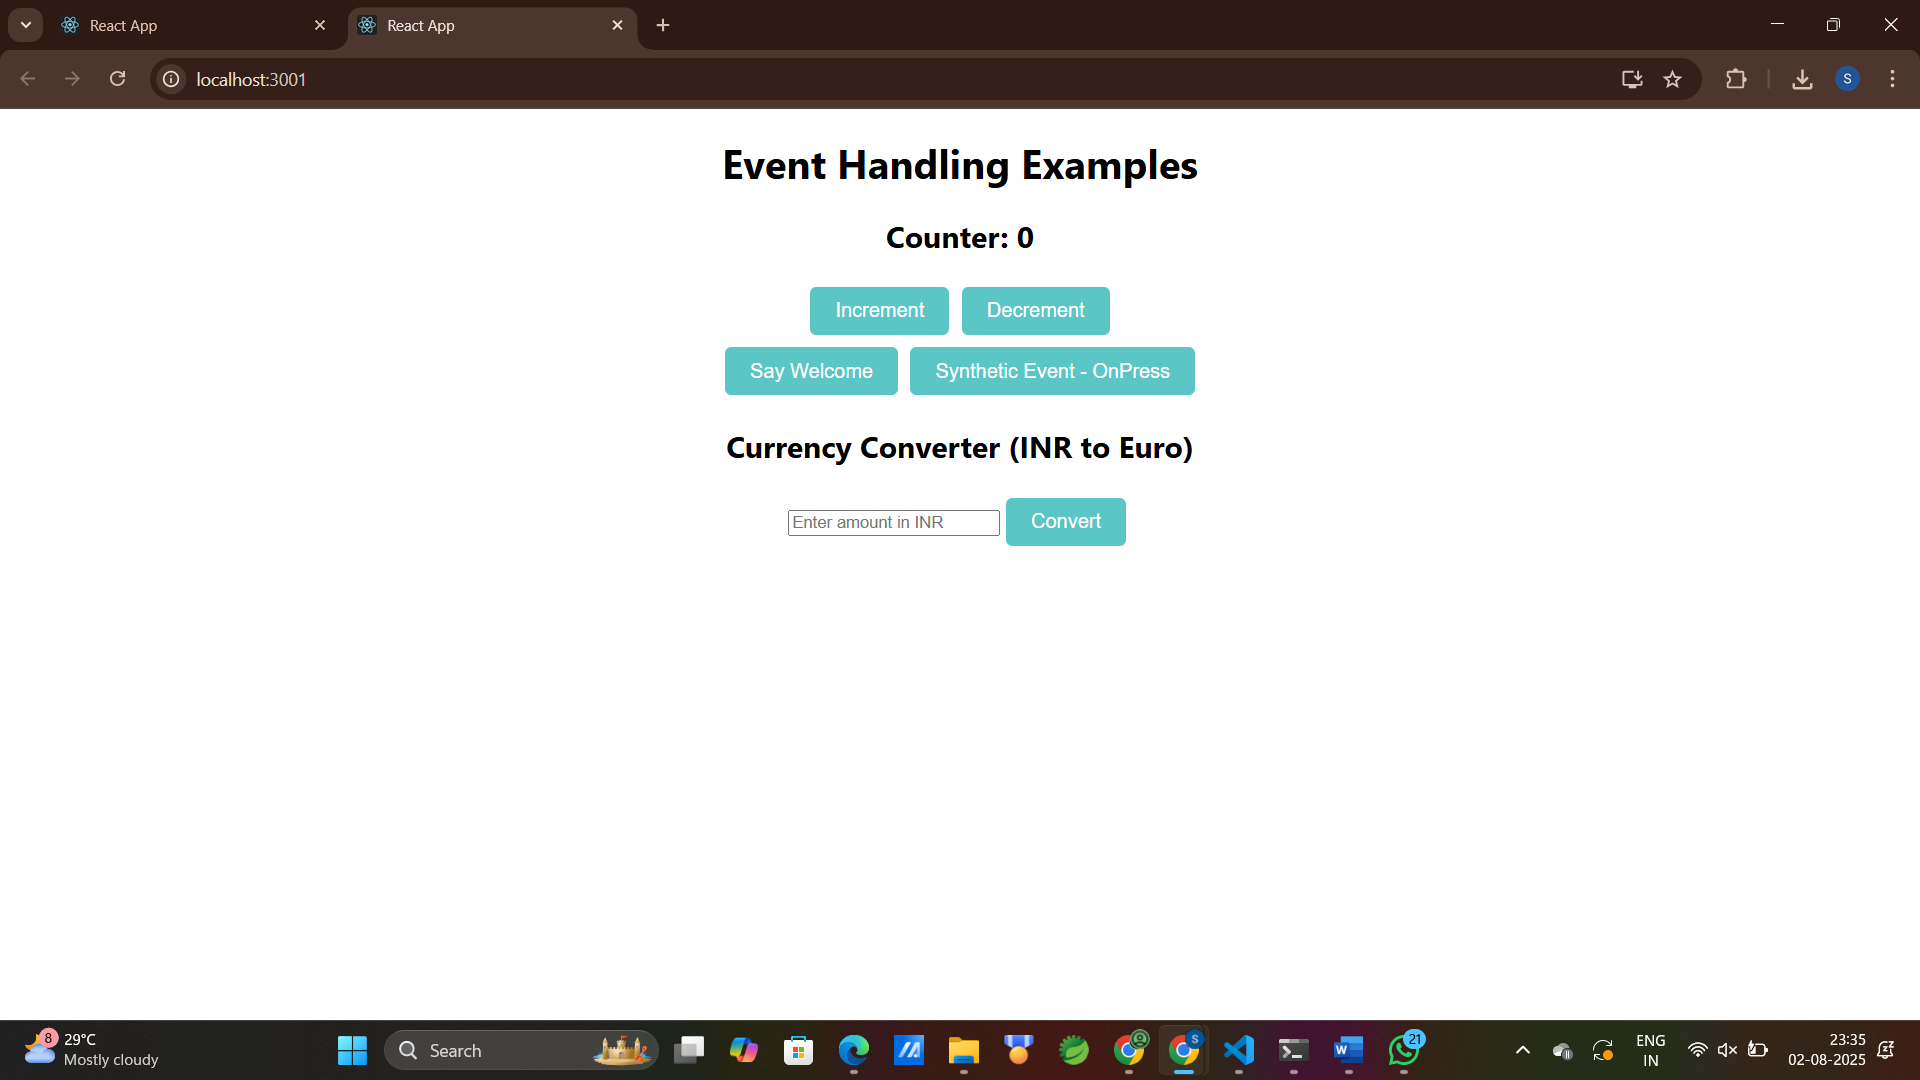 React App
React App
localhost:3001
S
Event Handling Examples
Counter: 0
Increment Decrement
Say Welcome Synthetic Event - OnPress
Currency Converter (INR to Euro)
Enter amount in INR Convert
8
29°C
Mostly cloudy
Search
S
W
21
ENG
IN
23:35
02-08-2025